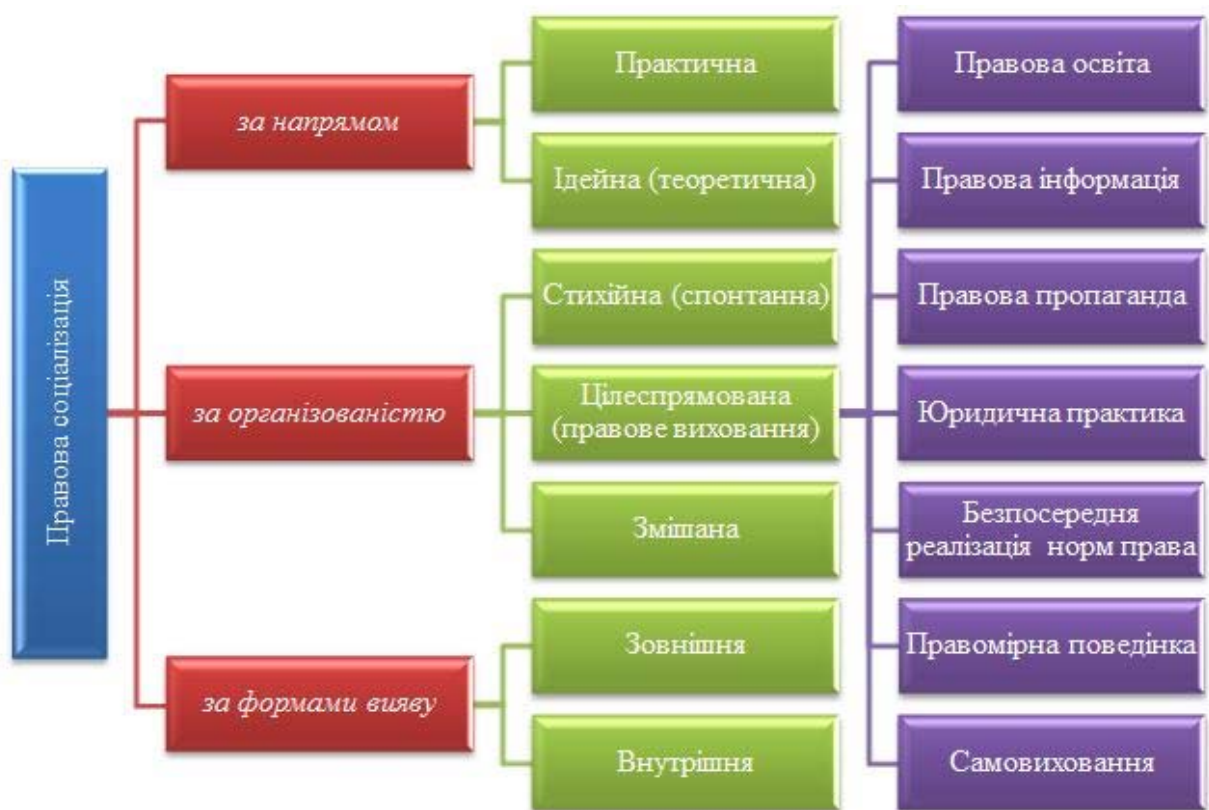 Правова соціалізація
за напрямом
Практична
Ідейна (теоретична)
за організованістю
Стихійна (спонтанна)
Цілеспрямована
(правове виховання)
Змішана
за формами вияву
Зовнішня
Внутрішня
Правова освіта
Правова інформація
Правова пропаганда
Юридична практика
Безпосередня
реалізація норм права
Правомірна поведінка
Самовиховання